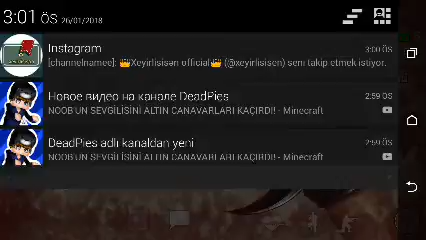 3:01 ÖS 26/01/2018
Instagram 3:00 ÖS
[channelnamee]: 👑Xeyirlisisən official👑 (@xeyirlisisen) seni takip etmek istiyor.
Новое видео на канале DeadPies 2:59 ÖS
NOOB'UN SEVGİLİSİNİ ALTIN CANAVARLARI KAÇIRDI! - Minecraft
DeadPies adlı kanaldan yeni 2:59 ÖS
NOOB'UN SEVGİLİSİNİ ALTIN CANAVARLARI KAÇIRDI! - Minecraft